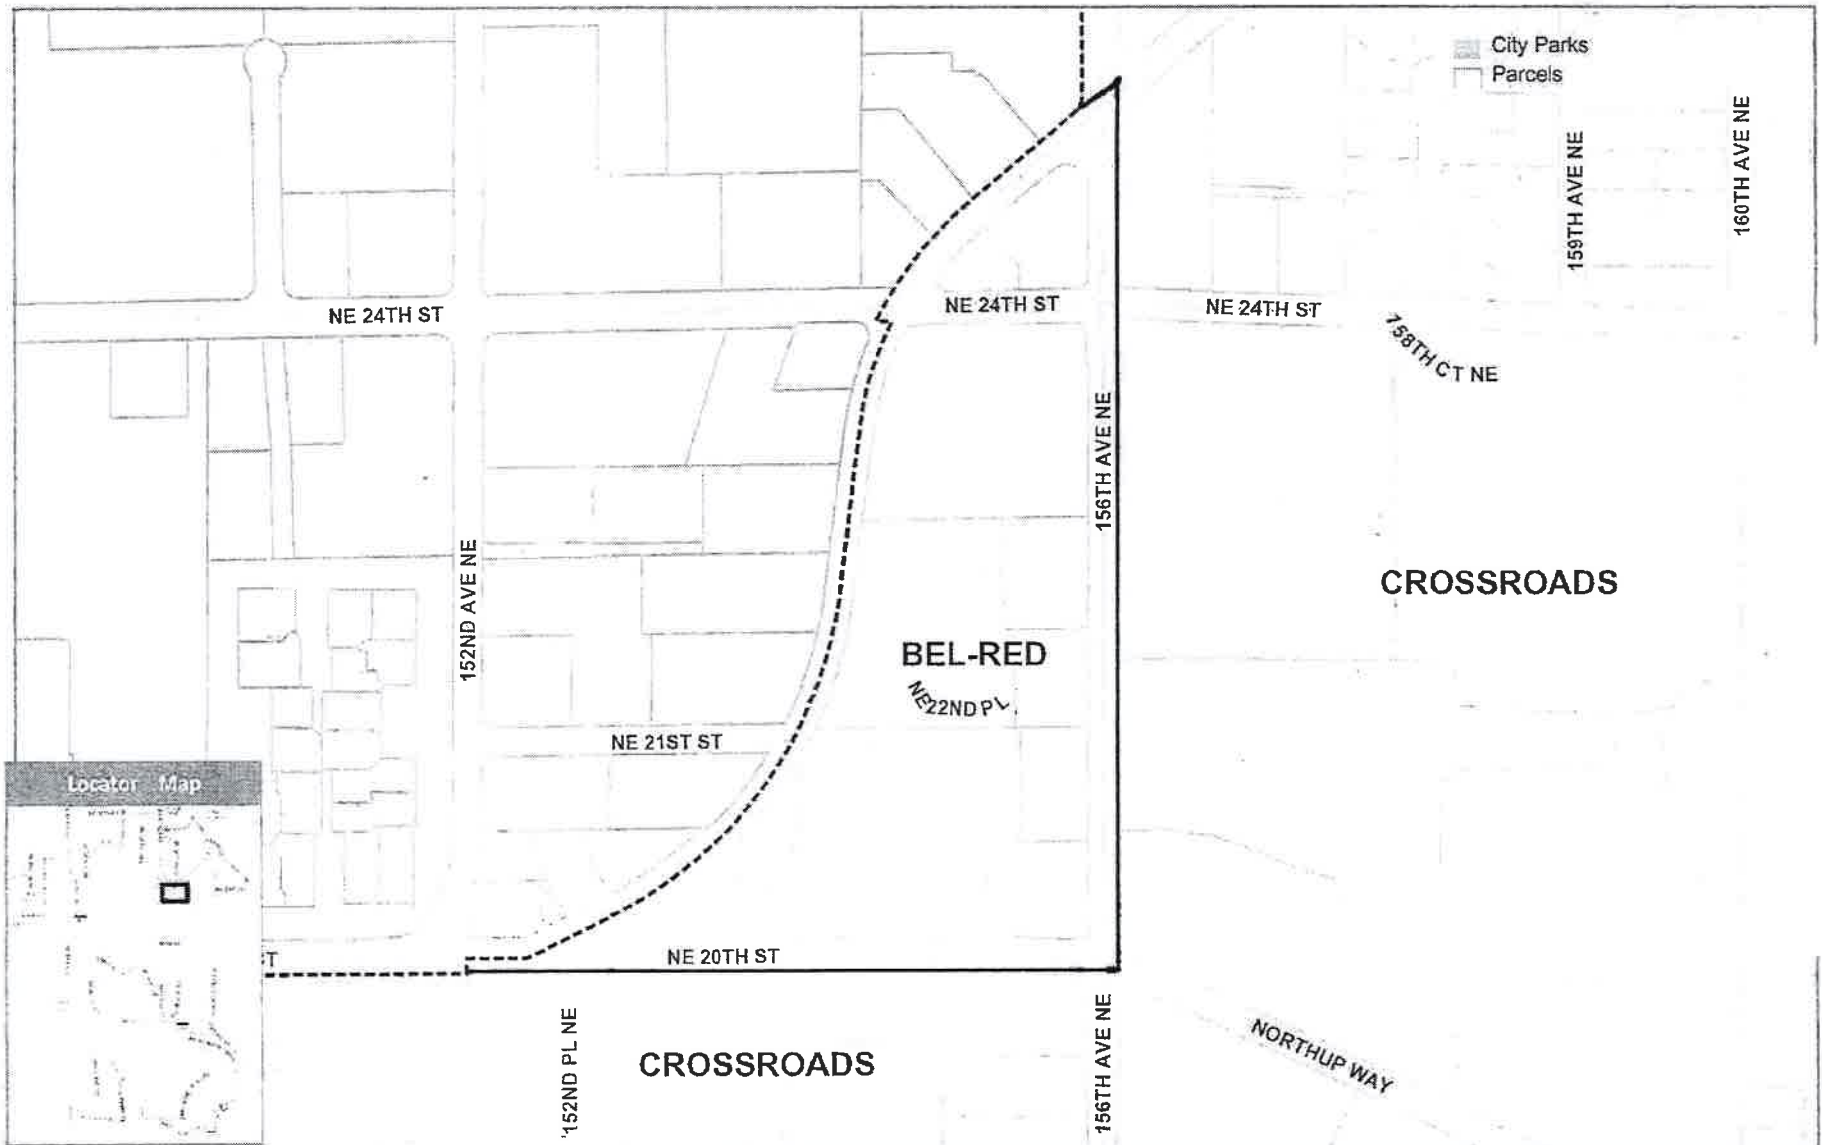 City Parks
Parcels
159TH AVE NE
160TH AVE NE
NE 24TH ST
NE 24TH ST
NE 24TH ST
158TH CT NE
156TH AVE NE
152ND AVE NE
CROSSROADS
BEL-RED
NE 22ND PL
NE 21ST ST
Locator Map
T
NE 20TH ST
152ND PL NE
CROSSROADS
156TH AVE NE
NORTHUP WAY